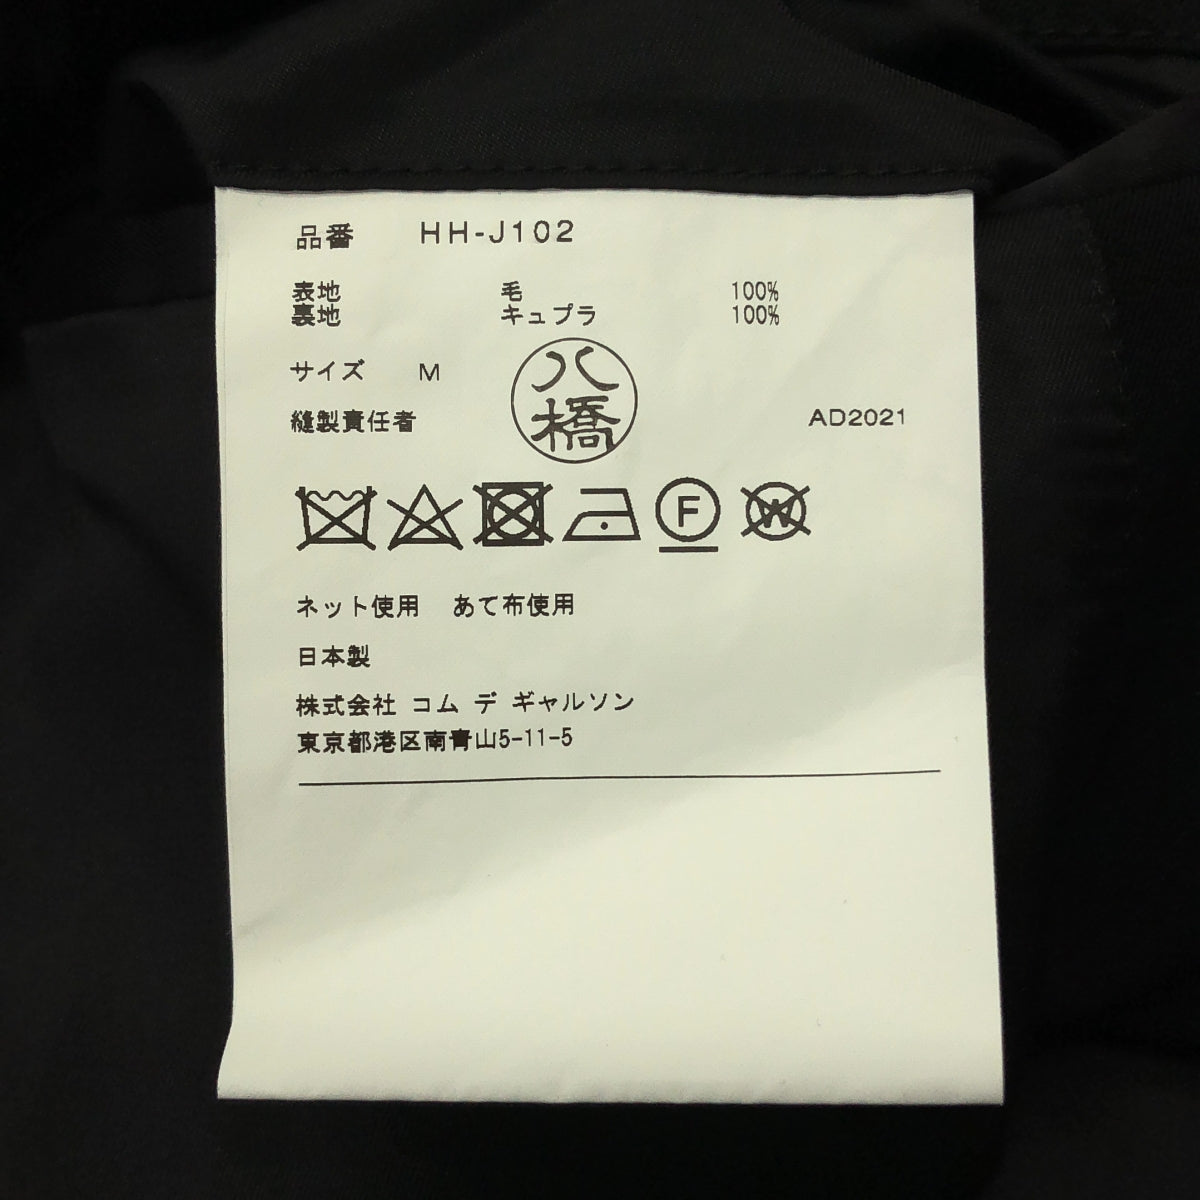 品番 HH-J102
表地 毛 100%
裏地 キュプラ 100%
サイズ M
八橋
縫製責任者 AD2021
F W
ネット使用 あて布使用
日本製
株式会社 コム デ ギャルソン
東京都港区南青山5-11-5